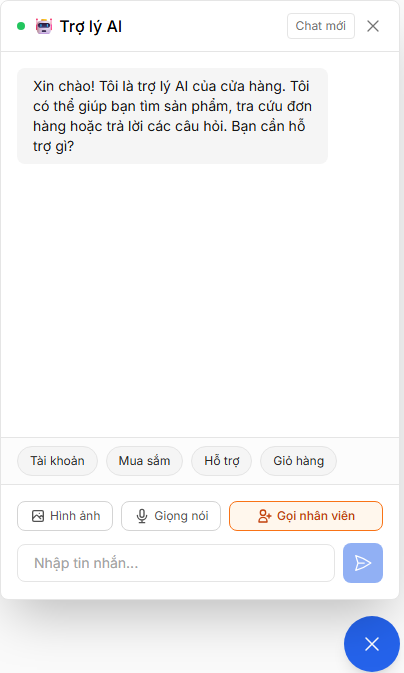 Trợ lý AI
Chat mới
Xin chào! Tôi là trợ lý AI của cửa hàng. Tôi
có thể giúp bạn tìm sản phẩm, tra cứu đơn
hàng hoặc trả lời các câu hỏi. Bạn cần hỗ
trợ gì?
Tài khoản
Mua sắm
Hỗ trợ
Giỏ hàng
Hình ảnh
Giọng nói
Gọi nhân viên
Nhập tin nhắn...